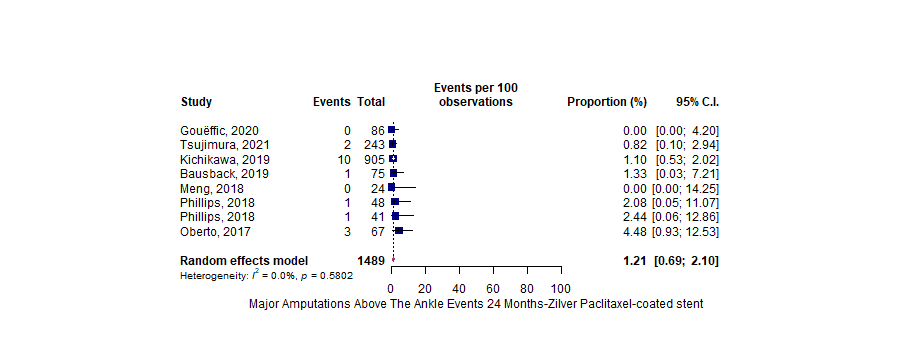 Events per 100
Study Events Total observations Proportion (%) 95% C.I.
Gouëffic, 2020 0 86 0.00 [0.00; 4.20]
Tsujimura, 2021 2 243 0.82 [0.10; 2.94]
Kichikawa, 2019 10 905 1.10 [0.53; 2.02]
Bausback, 2019 1 75 1.33 [0.03; 7.21]
Meng, 2018 0 24 0.00 [0.00; 14.25]
Phillips, 2018 1 48 2.08 [0.05; 11.07]
Phillips, 2018 1 41 2.44 [0.06; 12.86]
Oberto, 2017 3 67 4.48 [0.93; 12.53]
Random effects model 1489 1.21 [0.69; 2.10]
Heterogeneity: I² = 0.0%, p = 0.5802
0 20 40 60 80 100
Major Amputations Above The Ankle Events 24 Months-Zilver Paclitaxel-coated stent